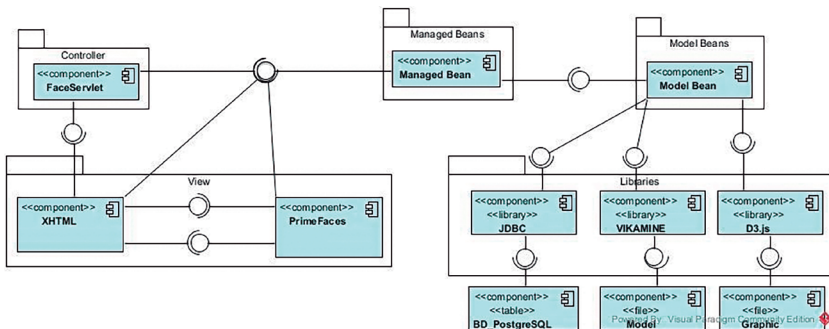 Managed Beans
Controller
Model Beans
<<component>>
FaceServlet
<<component>>
Managed Bean
<<component>>
Model Bean
View
Libraries
<<component>>
XHTML
<<component>>
PrimeFaces
<<component>>
<<library>>
JDBC
<<component>>
<<library>>
VIKAMINE
<<component>>
<<library>>
D3.js
<<component>>
<<table>>
BD_PostgreSQL
<<component>>
<<file>>
Model
<<component>>
<<file>>
Graphic
Powered By: Visual Paradigm Community Edition